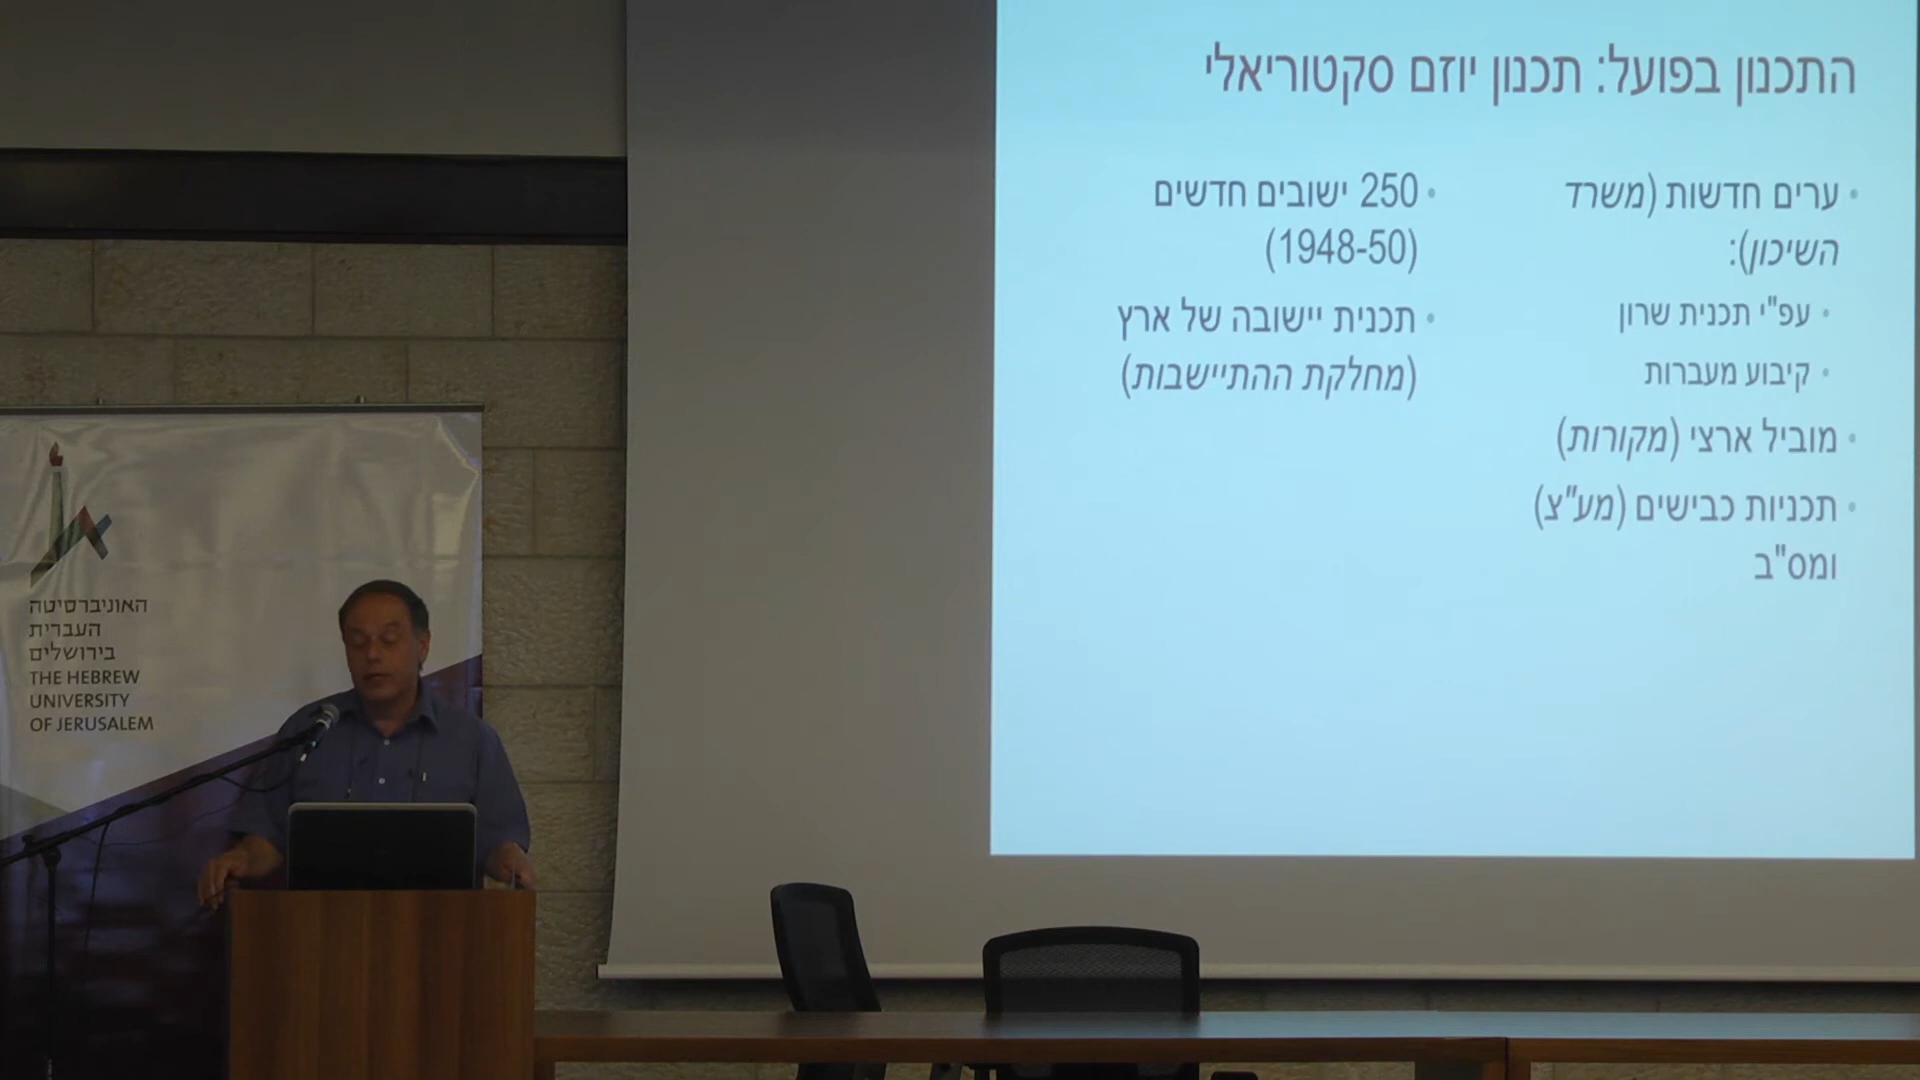 התכנון בפועל: תכנון יוזם סקטוריאלי
• ערים חדשות (משרד
השיכון):
• עפ"י תכנית שרון
• קיבוע מעברות
• מוביל ארצי (מקורות)
• תכניות כבישים (מע"צ)
ומס"ב
• 250 ישובים חדשים
(1948-50)
• תכנית יישובה של ארץ
(מחלקת ההתיישבות)
האוניברסיטה
העברית
בירושלים
THE HEBREW
UNIVERSITY
OF JERUSALEM